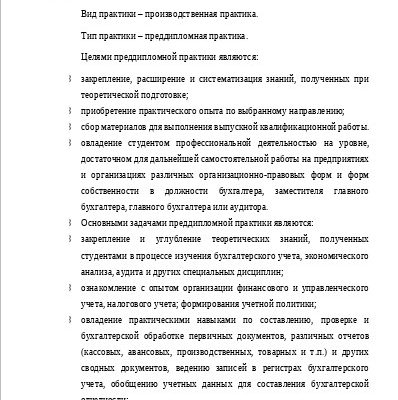 Вид практики – производственная практика.
Тип практики – преддипломная практика.
Целями преддипломной практики являются:
закрепление, расширение и систематизация знаний, полученных при
теоретической подготовке;
приобретение практического опыта по выбранному направлению;
сбор материалов для выполнения выпускной квалификационной работы.
овладение студентом профессиональной деятельностью на уровне,
достаточном для дальнейшей самостоятельной работы на предприятиях
и организациях различных организационно-правовых форм и форм
собственности в должности бухгалтера, заместителя главного
бухгалтера, главного бухгалтера или аудитора.
Основными задачами преддипломной практики являются:
закрепление и углубление теоретических знаний, полученных
студентами в процессе изучения бухгалтерского учета, экономического
анализа, аудита и других специальных дисциплин;
ознакомление с опытом организации финансового и управленческого
учета, налогового учета; формирования учетной политики;
овладение практическими навыками по составлению, проверке и
бухгалтерской обработке первичных документов, различных отчетов
(кассовых, авансовых, производственных, товарных и т.п.) и других
сводных документов, ведению записей в регистрах бухгалтерского
учета, обобщению учетных данных для составления бухгалтерской
отчетности;